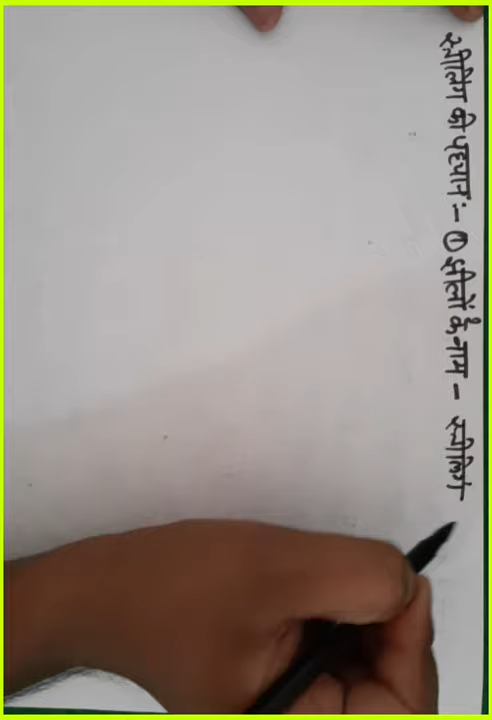 स्त्रीलिंग की पहचान :- ① झीलों के नाम - स्त्रीलिंग